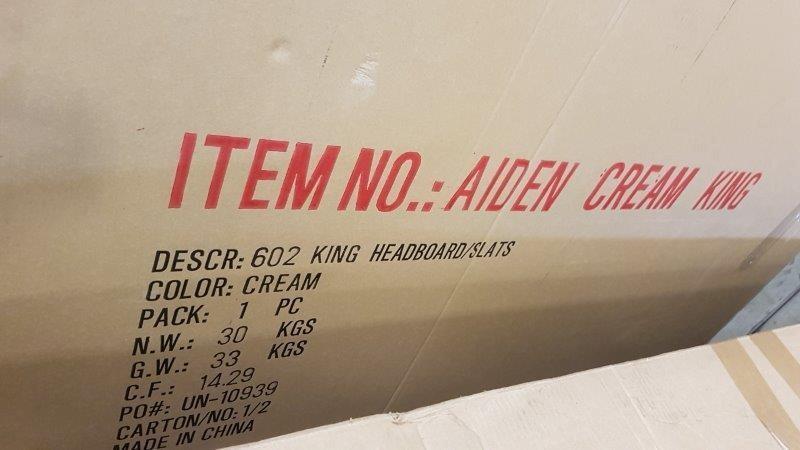 ITEM NO.: AIDEN CREAM KING
DESCR: 602 KING HEADBOARD/SLATS
COLOR: CREAM
PACK: 1 PC
N.W.: 30 KGS
G.W.: 33 KGS
C.F.: 14.29
PO#: UN-10939
CARTON/NO: 1/2
MADE IN CHINA